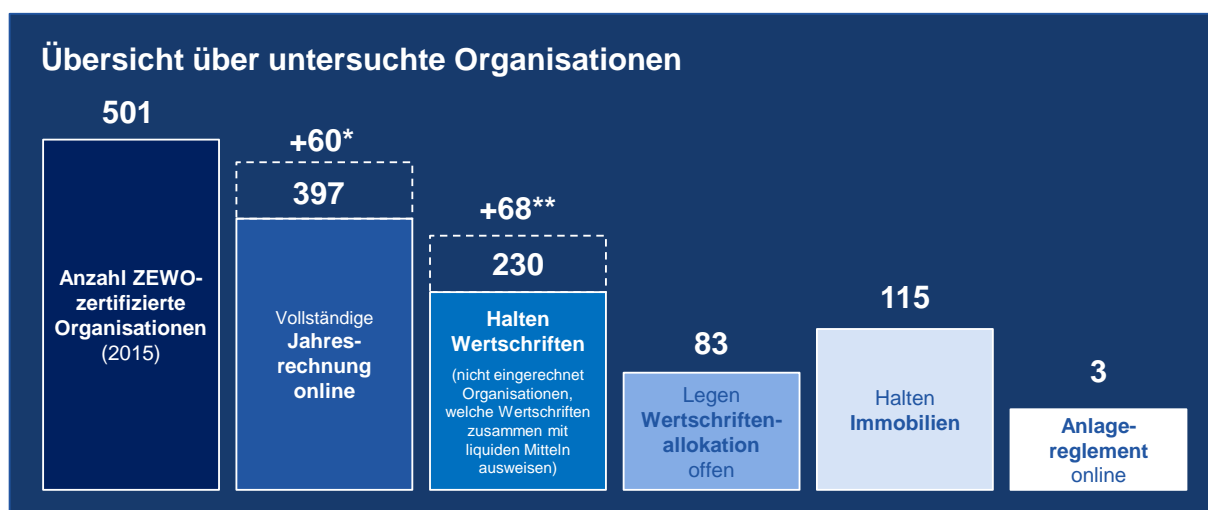 Übersicht über untersuchte Organisationen
501
Anzahl ZEWO-
zertifizierte
Organisationen
(2015)
+60*
397
Vollständige
Jahres-
rechnung
online
+68**
230
Halten
Wertschriften
(nicht eingerechnet
Organisationen,
welche Wertschriften
zusammen mit
liquiden Mitteln
ausweisen)
83
Legen
Wertschriften-
allokation
offen
115
Halten
Immobilien
3
Anlage-
reglement
online